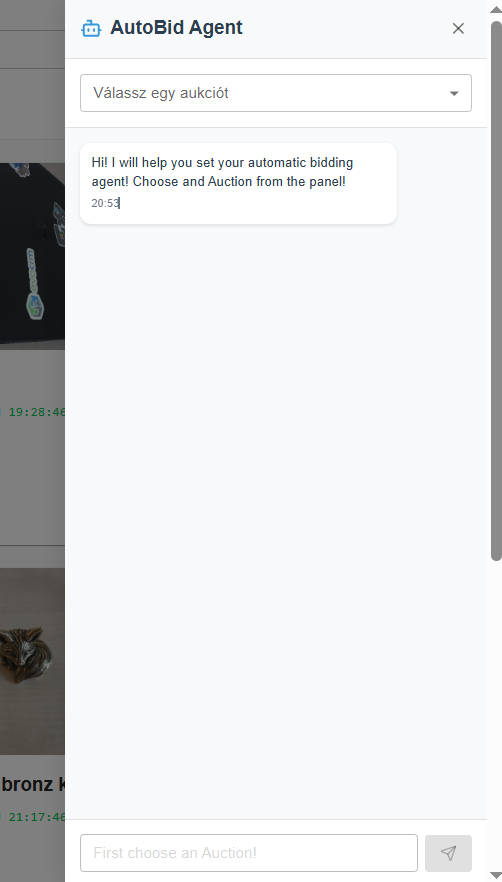 AutoBid Agent
Válassz egy aukciót
Hi! I will help you set your automatic bidding
agent! Choose and Auction from the panel!
20:53
19:28:46
bronz
21:17:46
First choose an Auction!